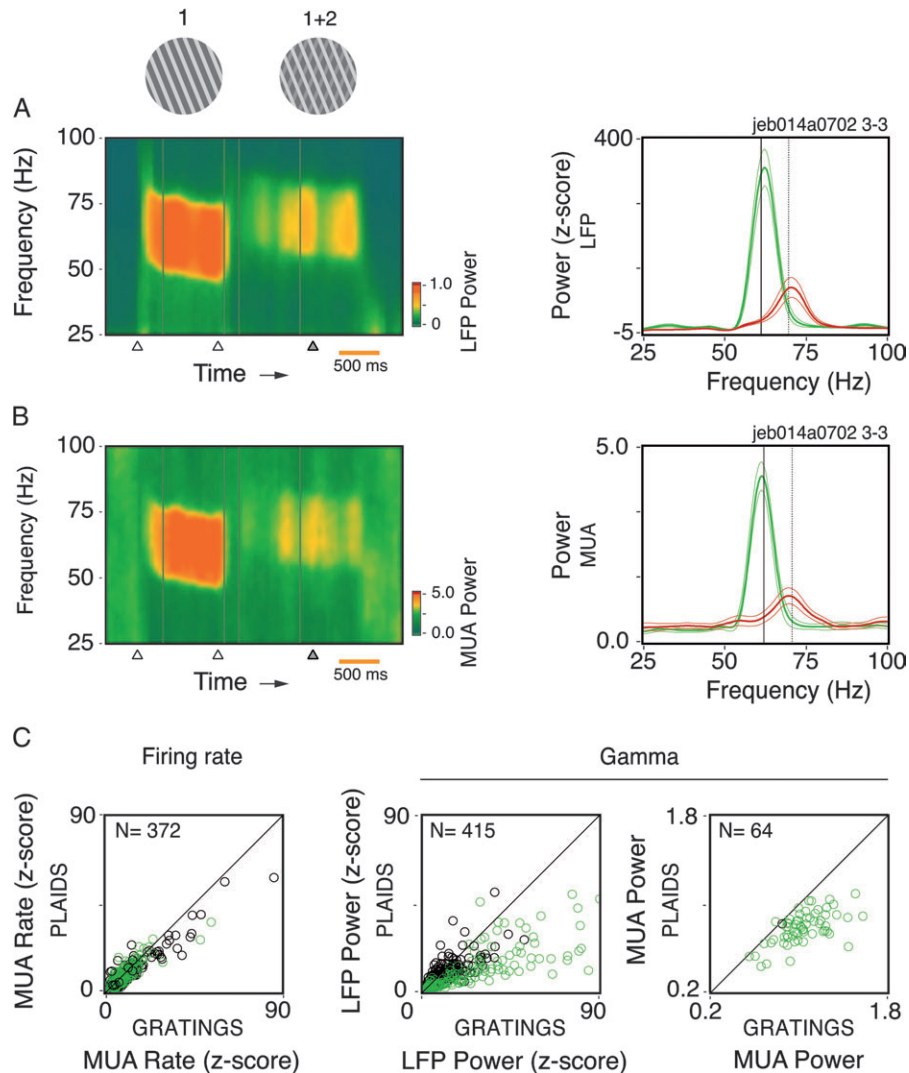 1
1+2
A
100
75
50
25
Frequency (Hz)
Time →
500 ms
1.0
0
LFP Power
jeb014a0702 3-3
400
-5
Power (z-score)
LFP
25
50
75
100
Frequency (Hz)
B
100
75
50
25
Frequency (Hz)
Time →
500 ms
5.0
0.0
MUA Power
jeb014a0702 3-3
5.0
0.0
Power
MUA
25
50
75
100
Frequency (Hz)
C
Firing rate
Gamma
MUA Rate (z-score)
PLAIDS
90
0
N= 372
0
90
GRATINGS
MUA Rate (z-score)
LFP Power (z-score)
PLAIDS
90
0
N= 415
0
90
GRATINGS
LFP Power (z-score)
MUA Power
PLAIDS
1.8
0.2
N= 64
0.2
1.8
GRATINGS
MUA Power